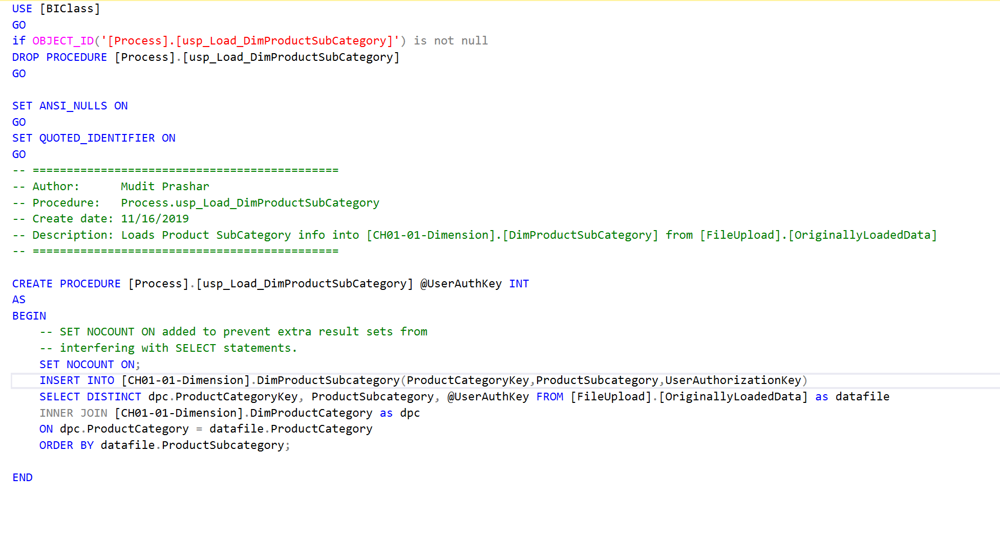 USE [BIClass]
GO
if OBJECT_ID('[Process].[usp_Load_DimProductSubCategory]') is not null
DROP PROCEDURE [Process].[usp_Load_DimProductSubCategory]
GO
SET ANSI_NULLS ON
GO
SET QUOTED_IDENTIFIER ON
GO
-- =============================================
-- Author:      Mudit Prashar
-- Procedure:   Process.usp_Load_DimProductSubCategory
-- Create date: 11/16/2019
-- Description: Loads Product SubCategory info into [CH01-01-Dimension].[DimProductSubCategory] from [FileUpload].[OriginallyLoadedData]
-- =============================================
CREATE PROCEDURE [Process].[usp_Load_DimProductSubCategory] @UserAuthKey INT
AS
BEGIN
    -- SET NOCOUNT ON added to prevent extra result sets from
    -- interfering with SELECT statements.
    SET NOCOUNT ON;
    INSERT INTO [CH01-01-Dimension].DimProductSubcategory(ProductCategoryKey,ProductSubcategory,UserAuthorizationKey)
    SELECT DISTINCT dpc.ProductCategoryKey, ProductSubcategory, @UserAuthKey FROM [FileUpload].[OriginallyLoadedData] as datafile
    INNER JOIN [CH01-01-Dimension].DimProductCategory as dpc
    ON dpc.ProductCategory = datafile.ProductCategory
    ORDER BY datafile.ProductSubcategory;
END